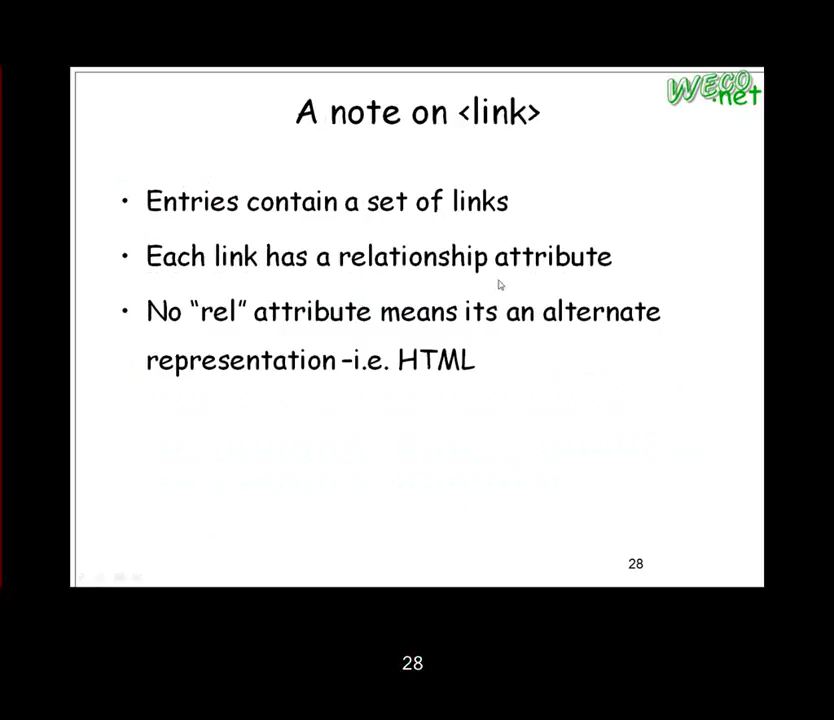 WECO
.net
A note on <link>
• Entries contain a set of links
• Each link has a relationship attribute
• No “rel” attribute means its an alternate
representation –i.e. HTML
28
28